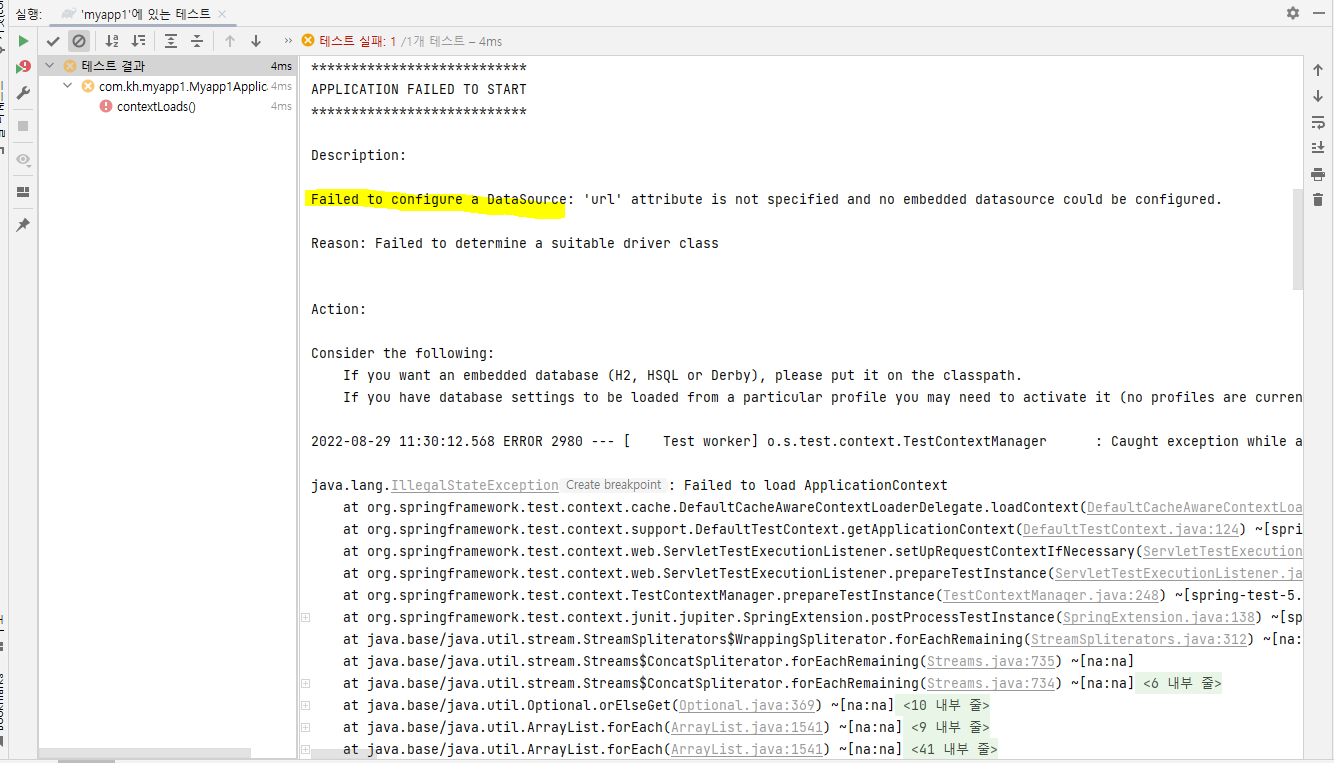 실행: 'myapp1'에 있는 테스트
테스트 실패: 1 /1개 테스트 – 4ms
테스트 결과 4ms
com.kh.myapp1.Myapp1Applic 4ms
contextLoads() 4ms
***************************
APPLICATION FAILED TO START
***************************
Description:
Failed to configure a DataSource: 'url' attribute is not specified and no embedded datasource could be configured.
Reason: Failed to determine a suitable driver class
Action:
Consider the following:
If you want an embedded database (H2, HSQL or Derby), please put it on the classpath.
If you have database settings to be loaded from a particular profile you may need to activate it (no profiles are curren
2022-08-29 11:30:12.568 ERROR 2980 --- [    Test worker] o.s.test.context.TestContextManager      : Caught exception while a
java.lang.IllegalStateException Create breakpoint : Failed to load ApplicationContext
at org.springframework.test.context.cache.DefaultCacheAwareContextLoaderDelegate.loadContext(DefaultCacheAwareContextLoa
at org.springframework.test.context.support.DefaultTestContext.getApplicationContext(DefaultTestContext.java:124) ~[spri
at org.springframework.test.context.web.ServletTestExecutionListener.setUpRequestContextIfNecessary(ServletTestExecution
at org.springframework.test.context.web.ServletTestExecutionListener.prepareTestInstance(ServletTestExecutionListener.ja
at org.springframework.test.context.TestContextManager.prepareTestInstance(TestContextManager.java:248) ~[spring-test-5.
at org.springframework.test.context.junit.jupiter.SpringExtension.postProcessTestInstance(SpringExtension.java:138) ~[sp
at java.base/java.util.stream.StreamSpliterators$WrappingSpliterator.forEachRemaining(StreamSpliterators.java:312) ~[na:
at java.base/java.util.stream.Streams$ConcatSpliterator.forEachRemaining(Streams.java:735) ~[na:na]
at java.base/java.util.stream.Streams$ConcatSpliterator.forEachRemaining(Streams.java:734) ~[na:na] <6 내부 줄>
at java.base/java.util.Optional.orElseGet(Optional.java:369) ~[na:na] <10 내부 줄>
at java.base/java.util.ArrayList.forEach(ArrayList.java:1541) ~[na:na] <9 내부 줄>
at java.base/java.util.ArrayList.forEach(ArrayList.java:1541) ~[na:na] <41 내부 줄>